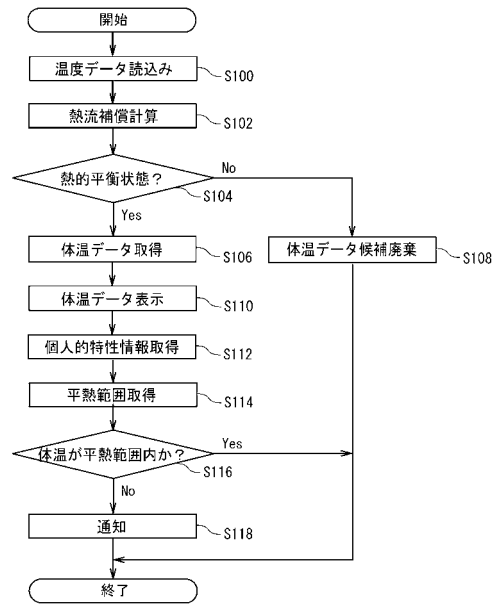 開始
温度データ読込み
S100
熱流補償計算
S102
熱的平衡状態?
No
S104
Yes
体温データ取得
S106
体温データ候補廃棄
S108
体温データ表示
S110
個人的特性情報取得
S112
平熱範囲取得
S114
体温が平熱範囲内か?
Yes
S116
No
通知
S118
終了